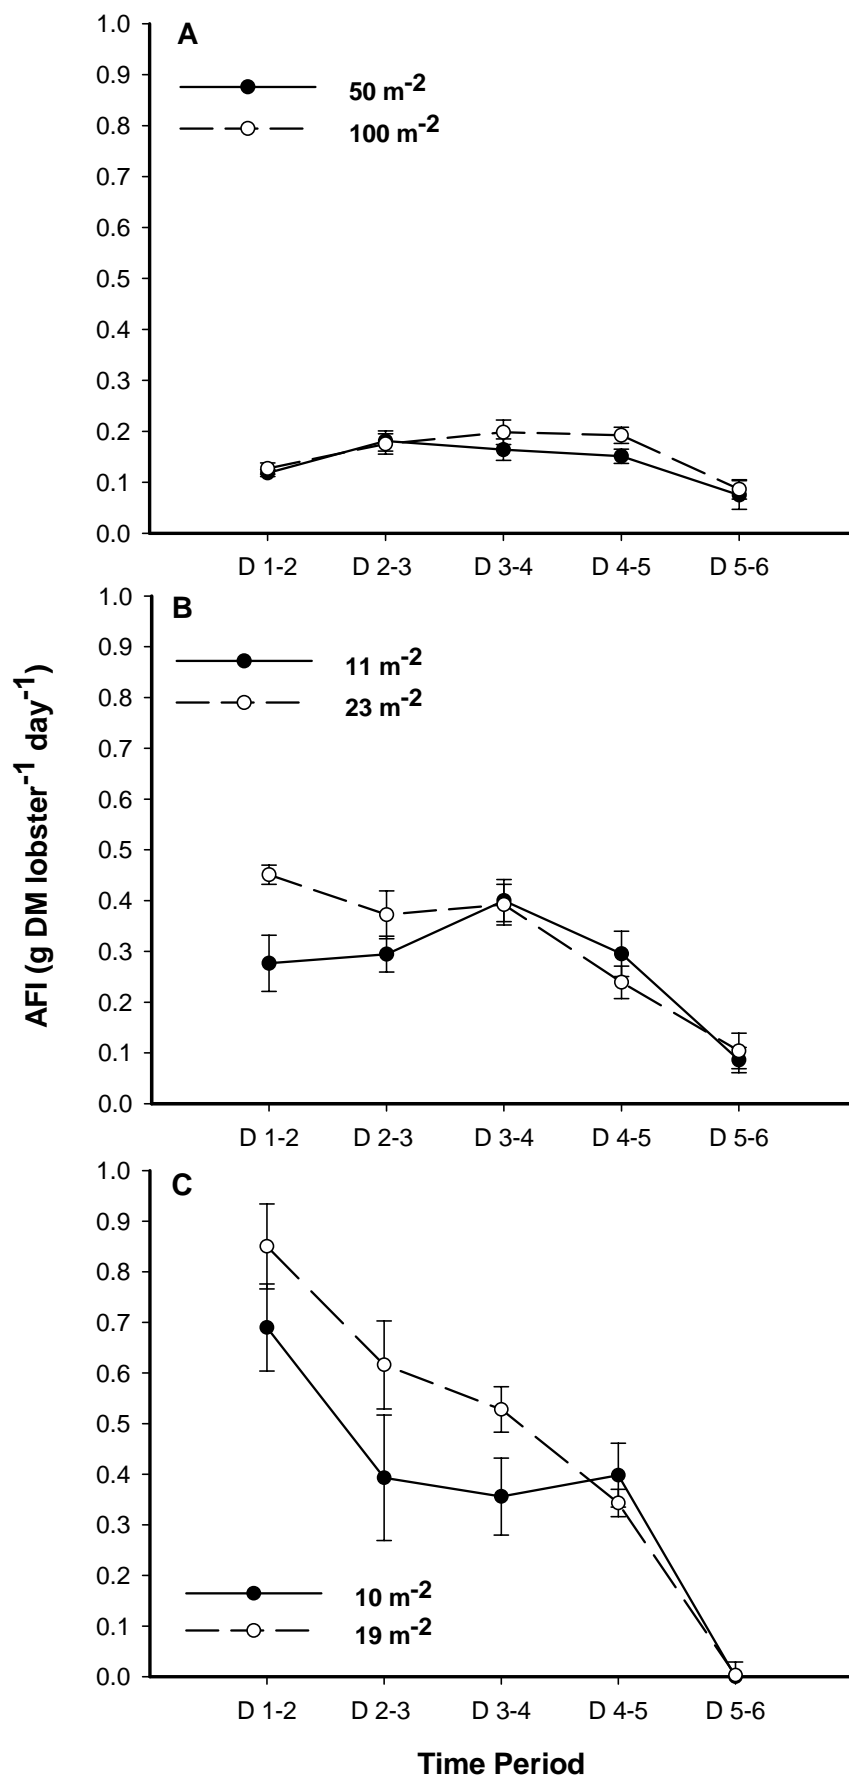 A
1.0
0.9
0.8
0.7
0.6
0.5
0.4
0.3
0.2
0.1
0.0
50 m-2
100 m-2
D 1-2 D 2-3 D 3-4 D 4-5 D 5-6
B
1.0
0.9
0.8
0.7
0.6
0.5
0.4
0.3
0.2
0.1
0.0
11 m-2
23 m-2
AFI (g DM lobster-1 day-1)
D 1-2 D 2-3 D 3-4 D 4-5 D 5-6
C
1.0
0.9
0.8
0.7
0.6
0.5
0.4
0.3
0.2
0.1
0.0
10 m-2
19 m-2
D 1-2 D 2-3 D 3-4 D 4-5 D 5-6
Time Period